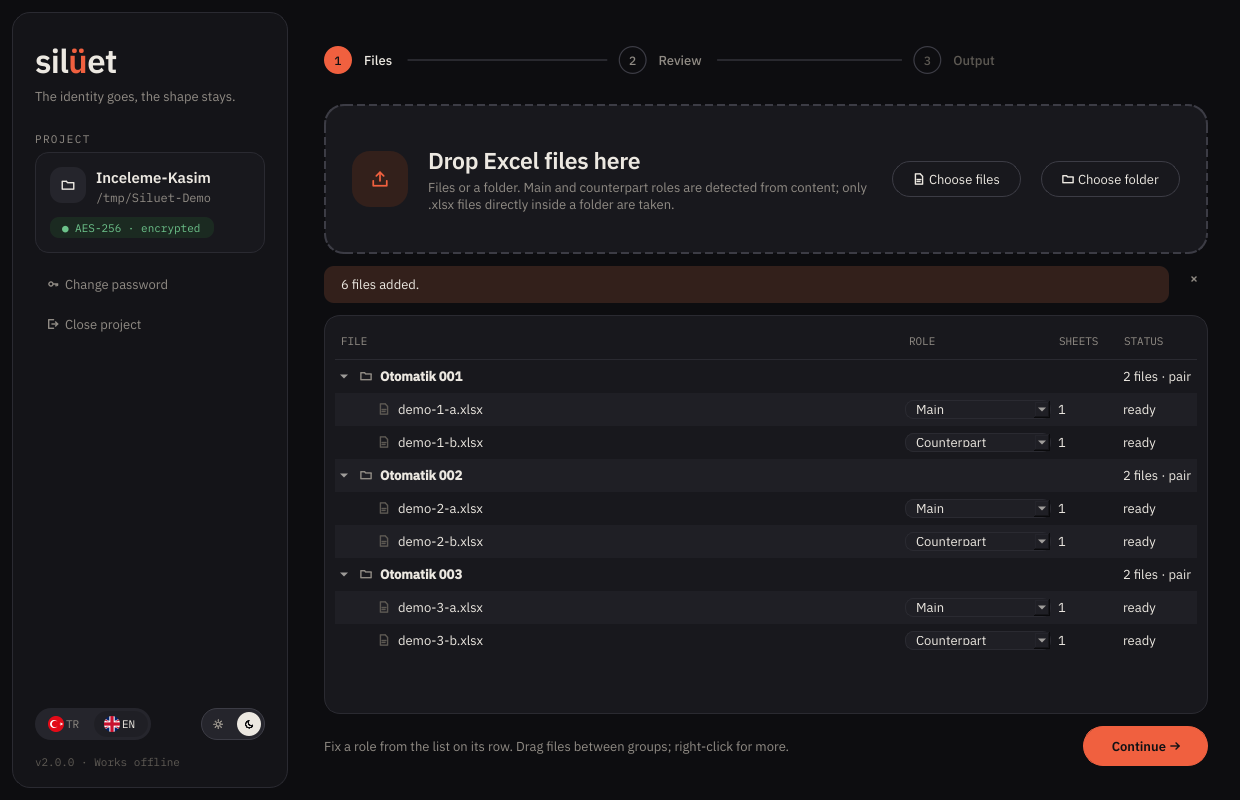 silüet
The identity goes, the shape stays.
PROJECT
Inceleme-Kasim
/tmp/Siluet-Demo
● AES-256 · encrypted
Change password
Close project
TR
EN
v2.0.0 · Works offline
1 Files
2 Review
3 Output
Drop Excel files here
Files or a folder. Main and counterpart roles are detected from content; only
.xlsx files directly inside a folder are taken.
Choose files
Choose folder
6 files added.
×
FILE ROLE SHEETS STATUS
Otomatik 001 2 files · pair
demo-1-a.xlsx Main 1 ready
demo-1-b.xlsx Counterpart 1 ready
Otomatik 002 2 files · pair
demo-2-a.xlsx Main 1 ready
demo-2-b.xlsx Counterpart 1 ready
Otomatik 003 2 files · pair
demo-3-a.xlsx Main 1 ready
demo-3-b.xlsx Counterpart 1 ready
Fix a role from the list on its row. Drag files between groups; right-click for more.
Continue →